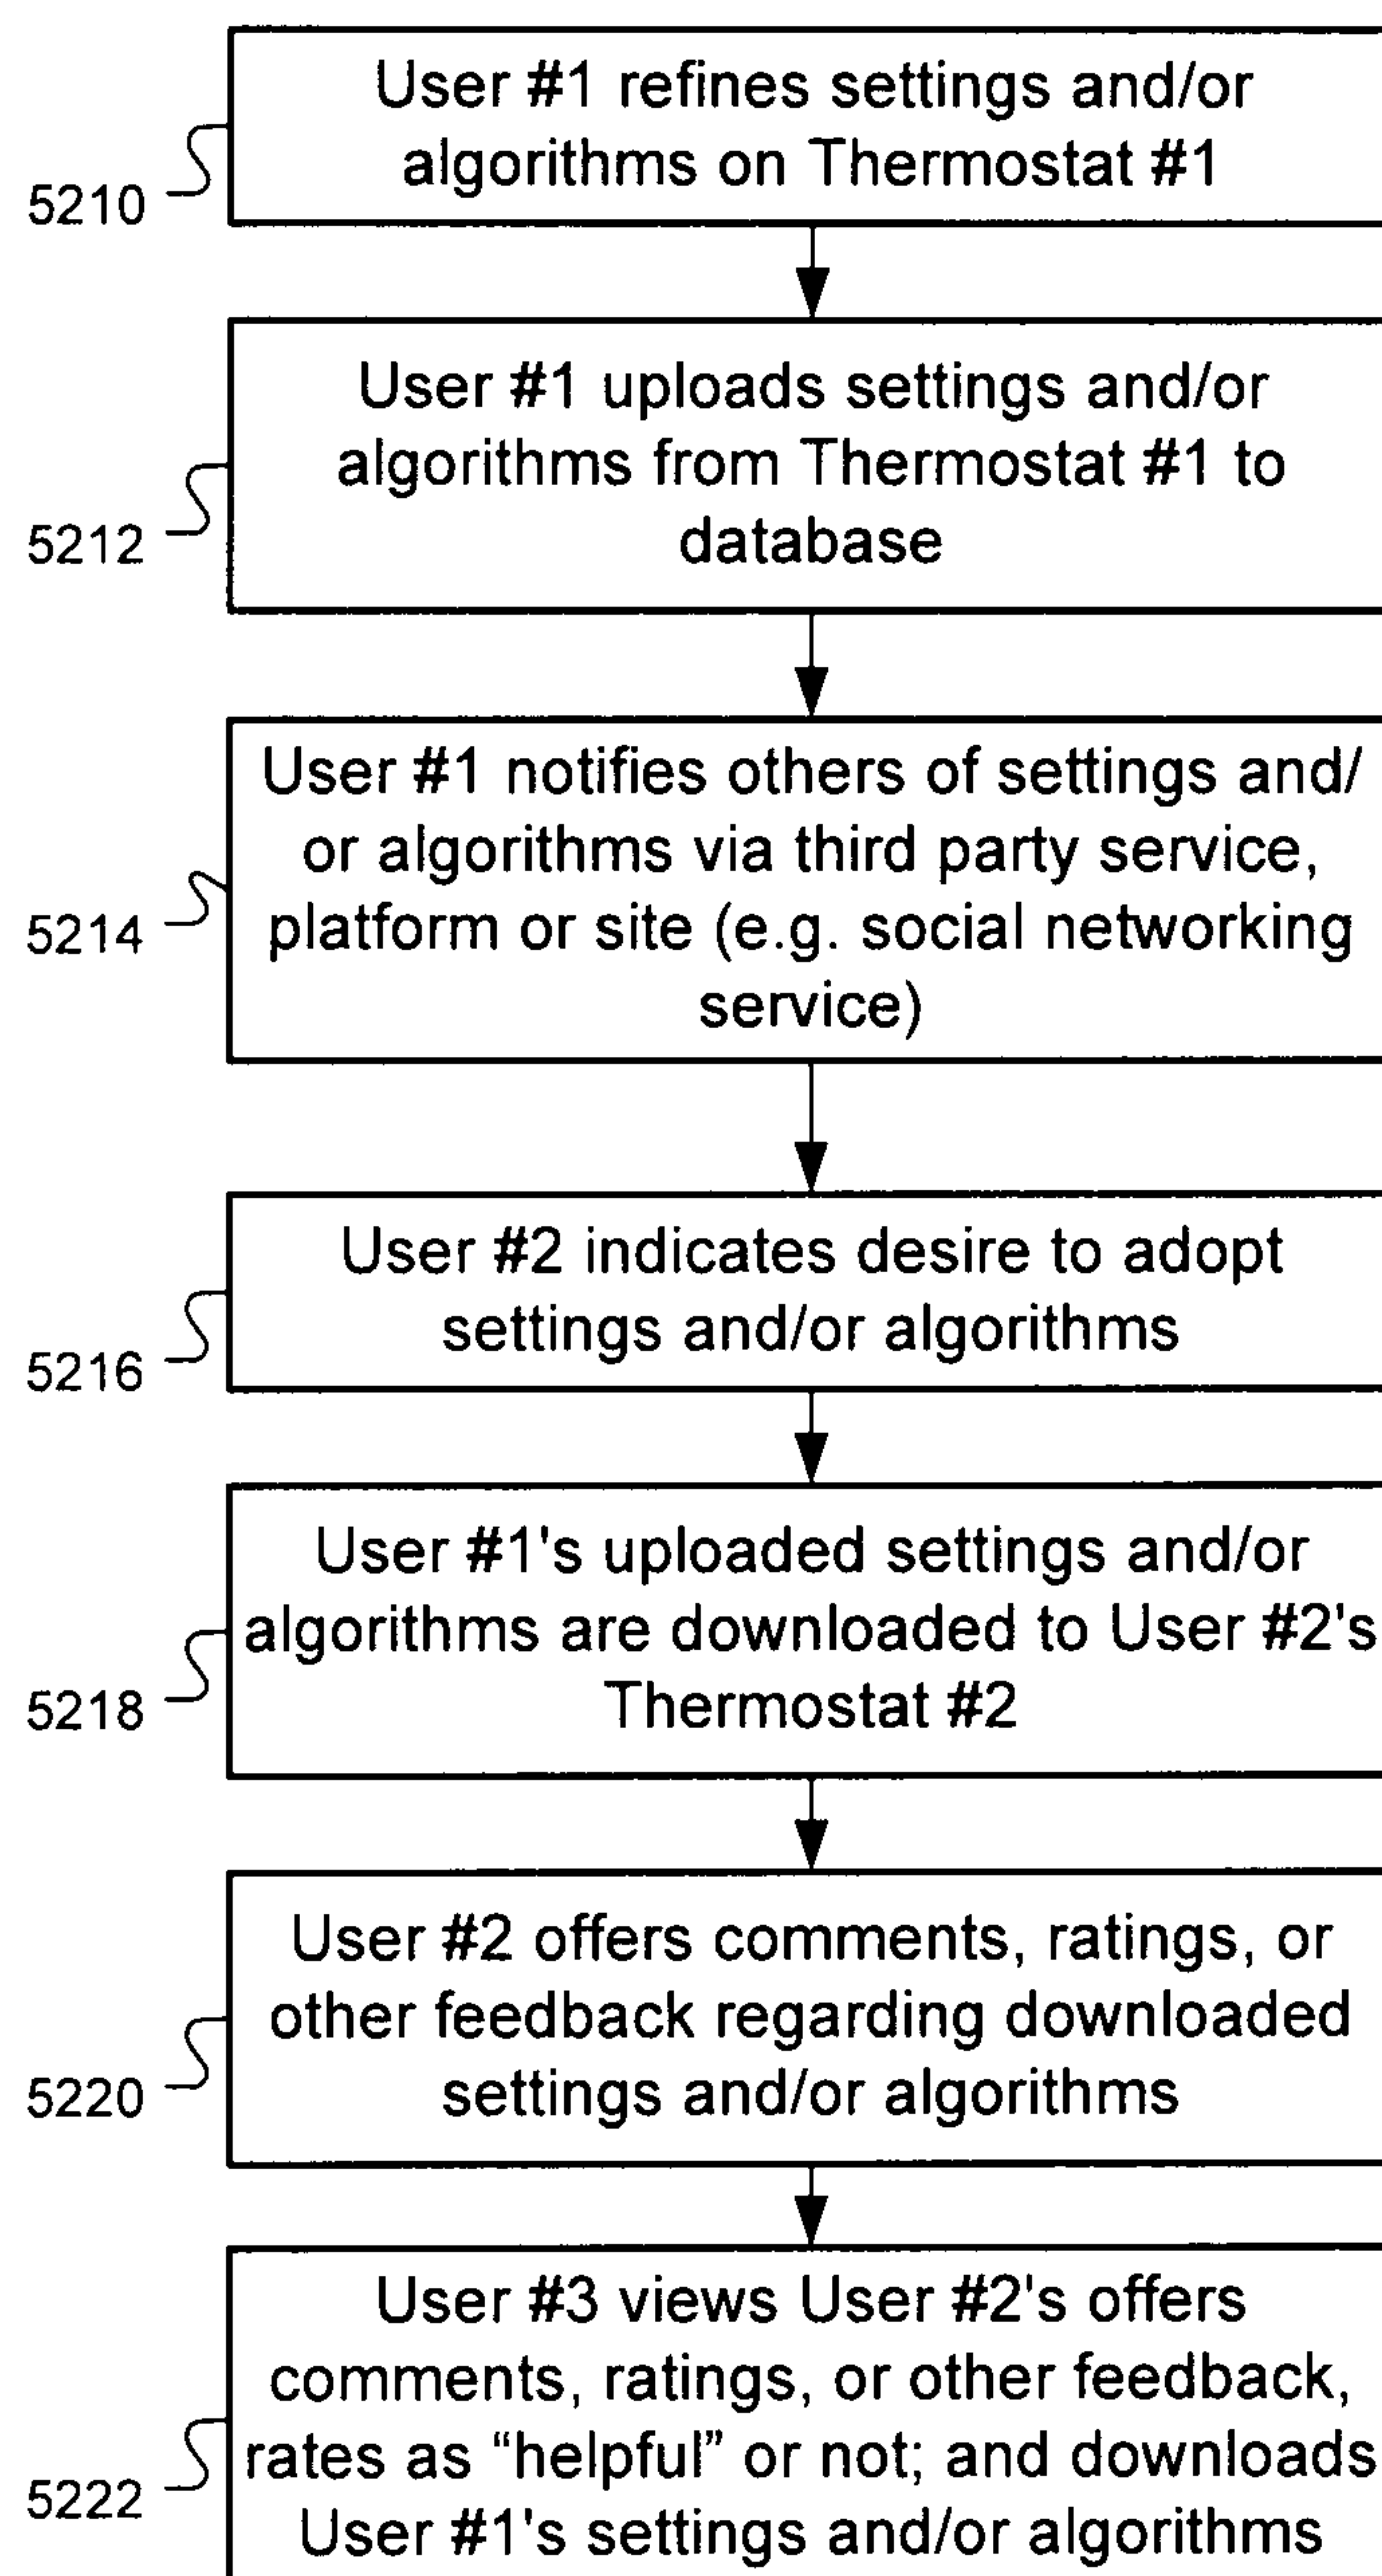 User #1 refines settings and/or
algorithms on Thermostat #1
5210
User #1 uploads settings and/or
algorithms from Thermostat #1 to
database
5212
User #1 notifies others of settings and/
or algorithms via third party service,
platform or site (e.g. social networking
service)
5214
User #2 indicates desire to adopt
settings and/or algorithms
5216
User #1's uploaded settings and/or
algorithms are downloaded to User #2's
Thermostat #2
5218
User #2 offers comments, ratings, or
other feedback regarding downloaded
settings and/or algorithms
5220
User #3 views User #2's offers
comments, ratings, or other feedback,
rates as “helpful” or not; and downloads
User #1's settings and/or algorithms
5222